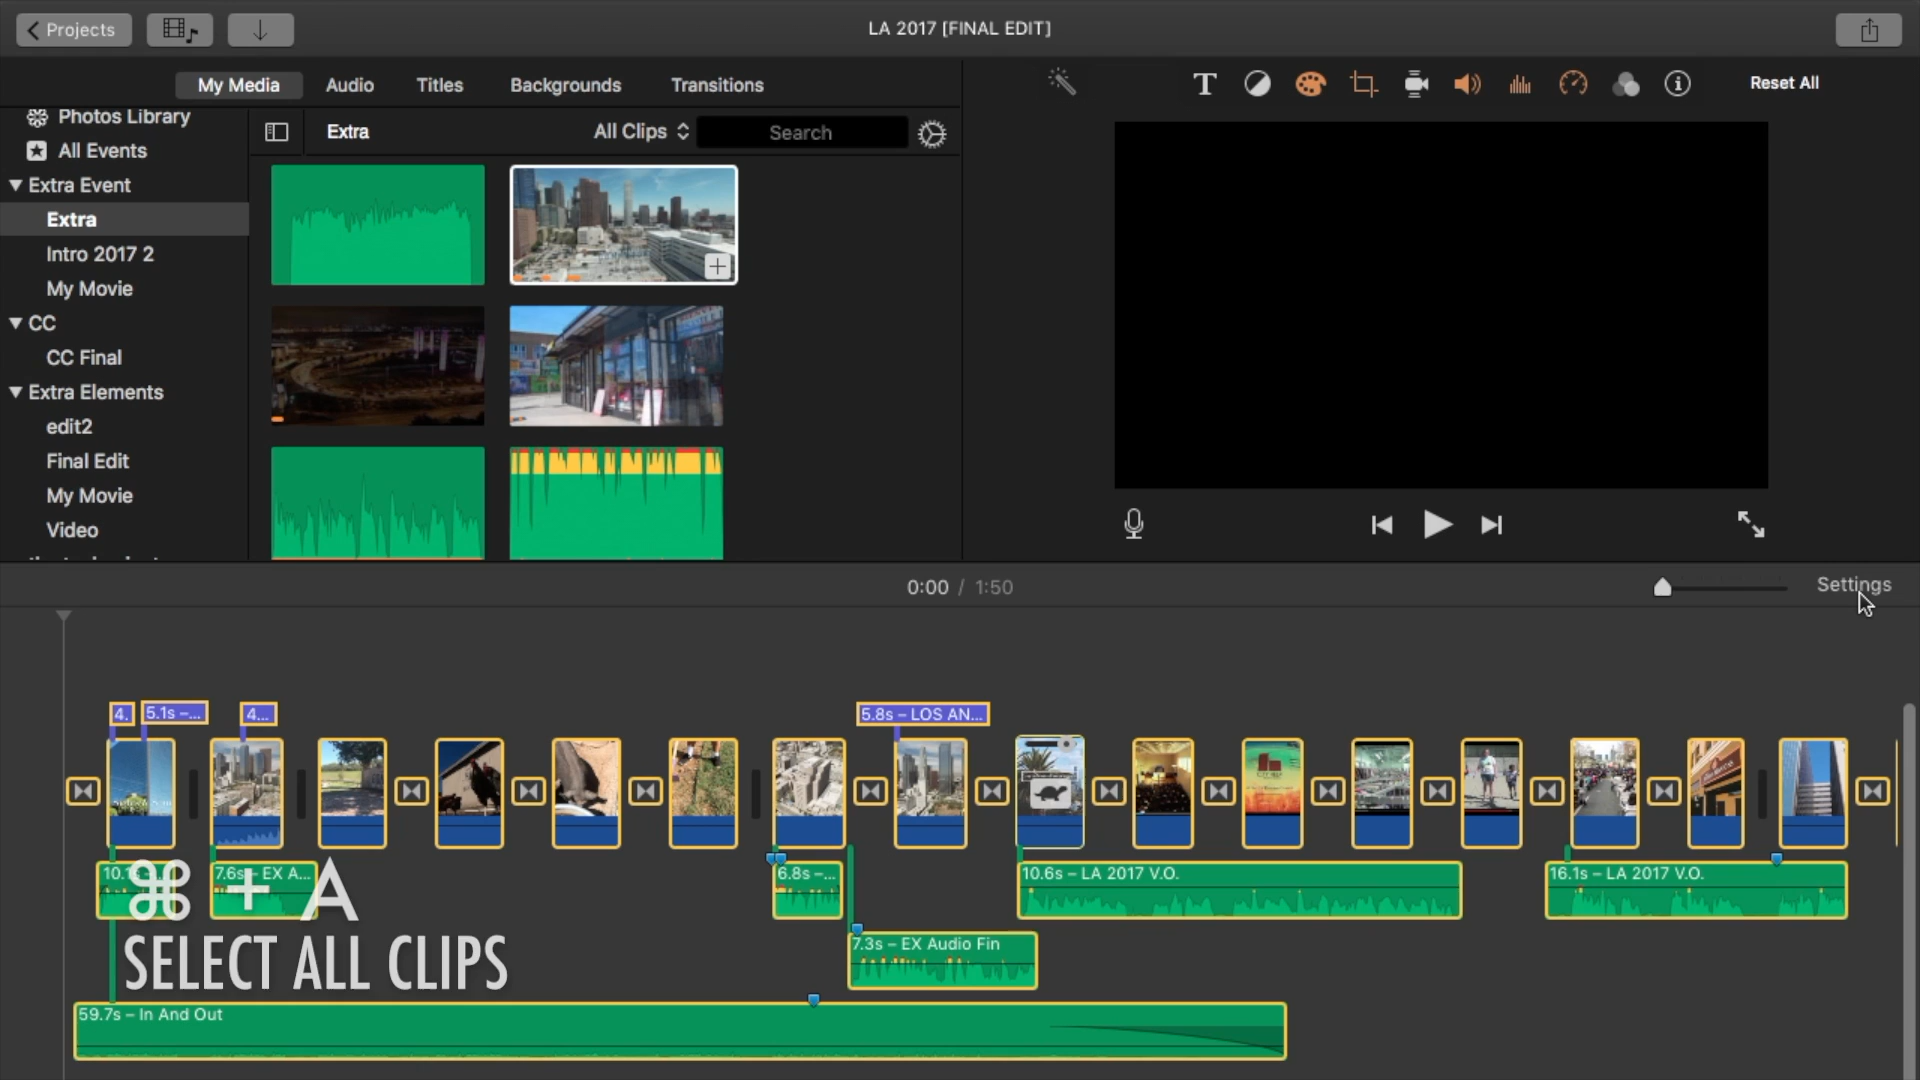 Projects
LA 2017 [FINAL EDIT]
My Media
Audio
Titles
Backgrounds
Transitions
T
Reset All
Photos Library
All Events
Extra Event
Extra
Intro 2017 2
My Movie
CC
CC Final
Extra Elements
edit2
Final Edit
My Movie
Video
Extra
All Clips
Search
0:00 / 1:50
Settings
4.
5.1s –...
4...
5.8s – LOS AN...
7.6s – EX A...
6.8s –...
10.6s – LA 2017 V.O.
16.1s – LA 2017 V.O.
⌘ + A
SELECT ALL CLIPS
7.3s – EX Audio Fin
59.7s – In And Out